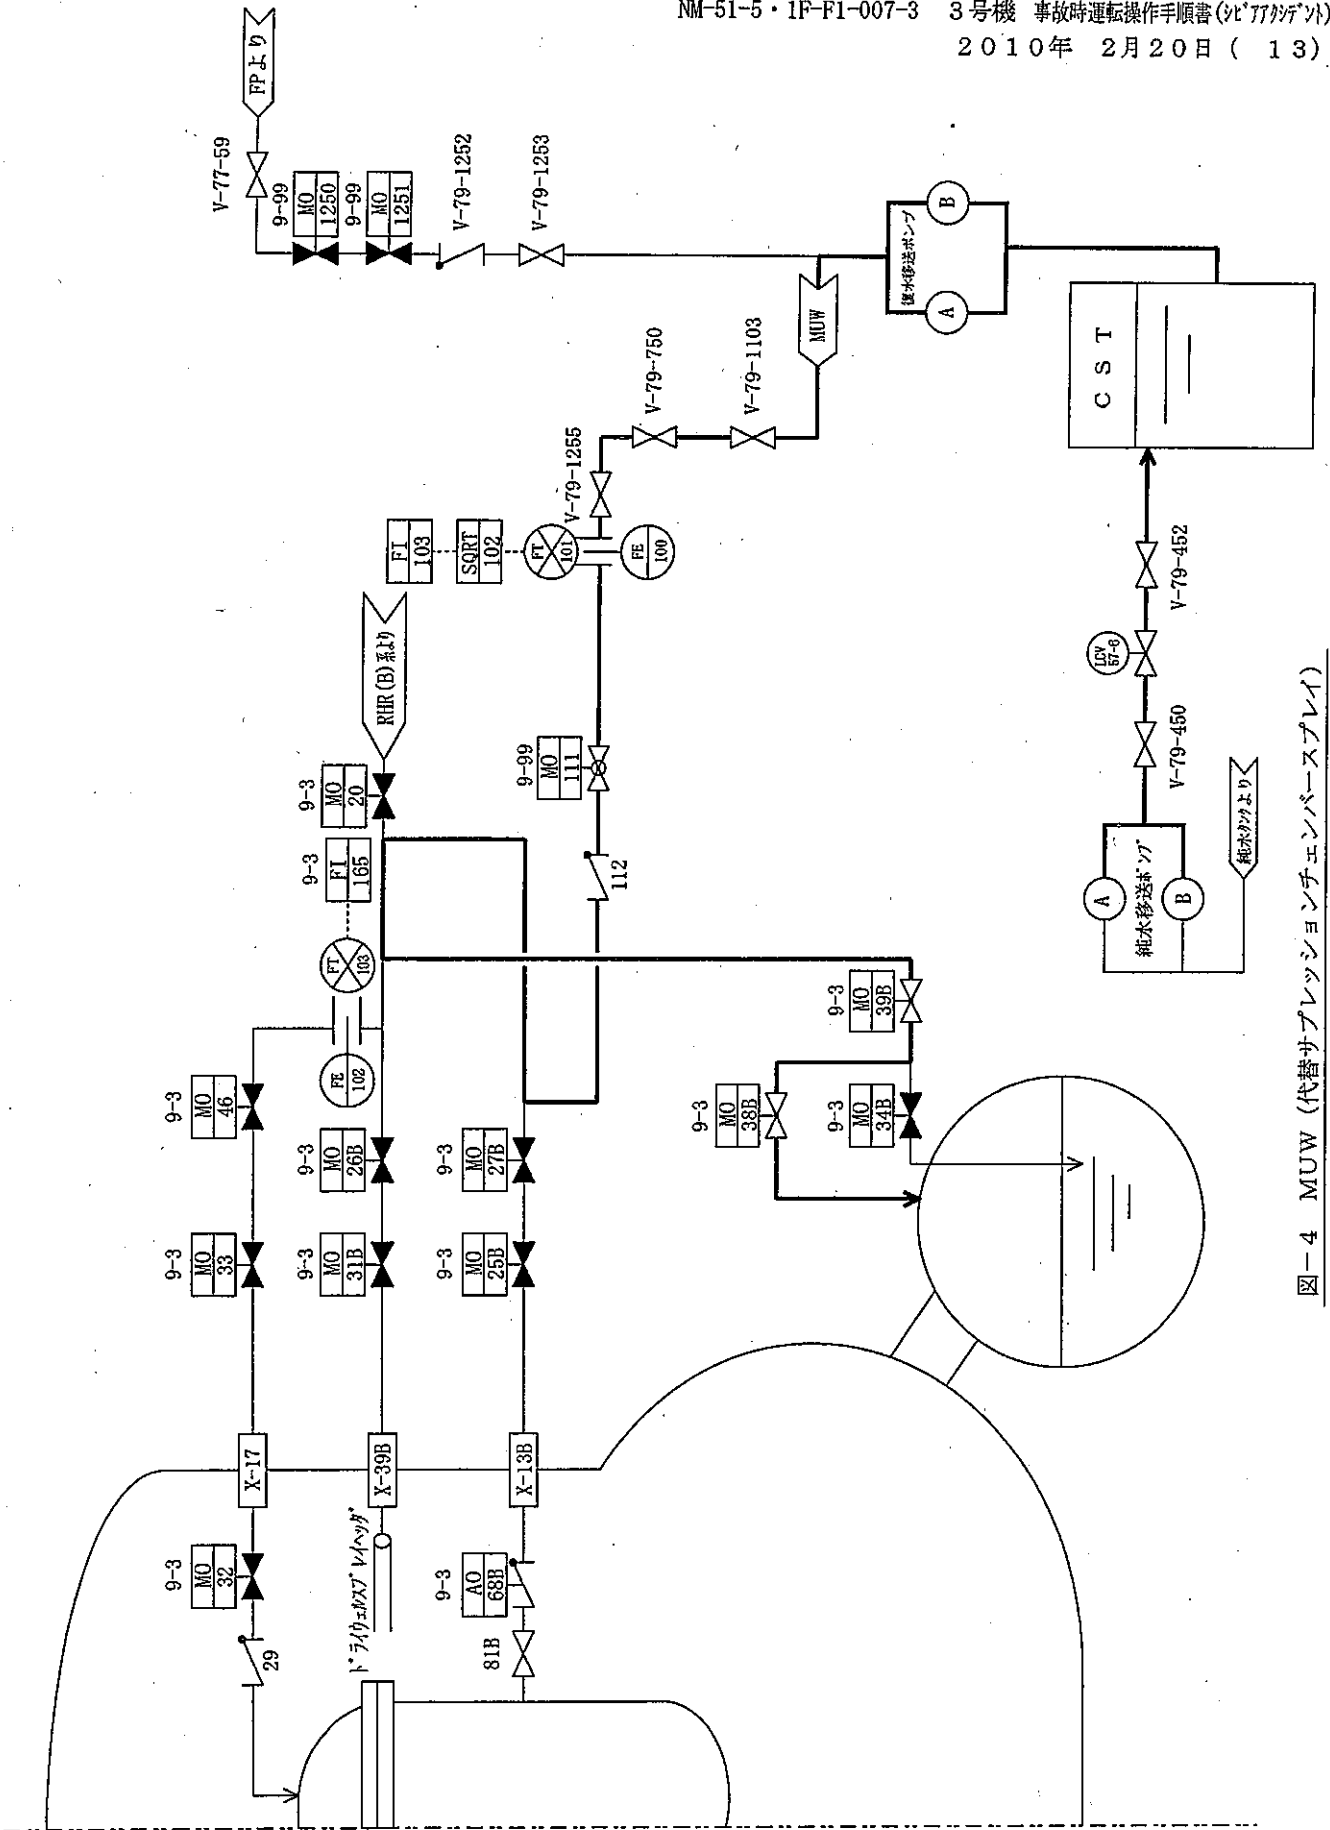 NM-51-5・1F-F1-007-3 3号機 事故時運転操作手順書(ｼﾋﾞｱｱｸｼﾃﾞﾝﾄ)
2010年 2月20日( 13)
FPより
V-77-59
9-99
MO
1250
9-99
MO
1251
V-79-1252
V-79-1253
復水移送ポンプ
A
B
MUW
CST
V-79-750
V-79-1103
V-79-1255
FI
103
SQRT
102
FT
101
FE
100
RHR(B)系より
9-3
MO
20
9-3
FI
165
FT
103
FE
102
9-99
MO
111
112
V-79-452
LCV
57-6
V-79-450
純水移送ﾎﾟﾝﾌﾟ
A
B
純水ﾀﾝｸより
9-3
MO
46
9-3
MO
33
9-3
MO
26B
9-3
MO
31B
9-3
MO
27B
9-3
MO
25B
9-3
MO
39B
9-3
MO
38B
9-3
MO
34B
X-17
X-39B
X-13B
9-3
MO
32
29
ﾄﾞﾗｲｳｪﾙｽﾌﾟﾚｲﾍｯﾀﾞ
9-3
AO
68B
81B
図-4 MUW (代替サプレッションチェンバースプレイ)